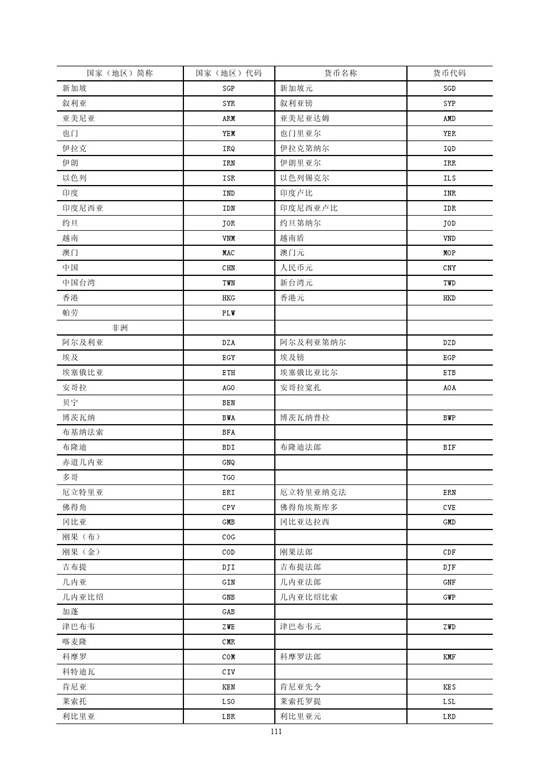 国家（地区）简称 国家（地区）代码 货币名称 货币代码
新加坡 SGP 新加坡元 SGD
叙利亚 SYR 叙利亚镑 SYP
亚美尼亚 ARM 亚美尼亚达姆 AMD
也门 YEM 也门里亚尔 YER
伊拉克 IRQ 伊拉克第纳尔 IQD
伊朗 IRN 伊朗里亚尔 IRR
以色列 ISR 以色列锡克尔 ILS
印度 IND 印度卢比 INR
印度尼西亚 IDN 印度尼西亚卢比 IDR
约旦 JOR 约旦第纳尔 JOD
越南 VNM 越南盾 VND
澳门 MAC 澳门元 MOP
中国 CHN 人民币元 CNY
中国台湾 TWN 新台湾元 TWD
香港 HKG 香港元 HKD
帕劳 PLW
非洲
阿尔及利亚 DZA 阿尔及利亚第纳尔 DZD
埃及 EGY 埃及镑 EGP
埃塞俄比亚 ETH 埃塞俄比亚比尔 ETB
安哥拉 AGO 安哥拉宽扎 AOA
贝宁 BEN
博茨瓦纳 BWA 博茨瓦纳普拉 BWP
布基纳法索 BFA
布隆迪 BDI 布隆迪法郎 BIF
赤道几内亚 GNQ
多哥 TGO
厄立特里亚 ERI 厄立特里亚纳克法 ERN
佛得角 CPV 佛得角埃斯库多 CVE
冈比亚 GMB 冈比亚达拉西 GMD
刚果（布） COG
刚果（金） COD 刚果法郎 CDF
吉布提 DJI 吉布提法郎 DJF
几内亚 GIN 几内亚法郎 GNF
几内亚比绍 GNB 几内亚比绍比索 GWP
加蓬 GAB
津巴布韦 ZWE 津巴布韦元 ZWD
喀麦隆 CMR
科摩罗 COM 科摩罗法郎 KMF
科特迪瓦 CIV
肯尼亚 KEN 肯尼亚先令 KES
莱索托 LSO 莱索托罗提 LSL
利比里亚 LBR 利比里亚元 LRD
111